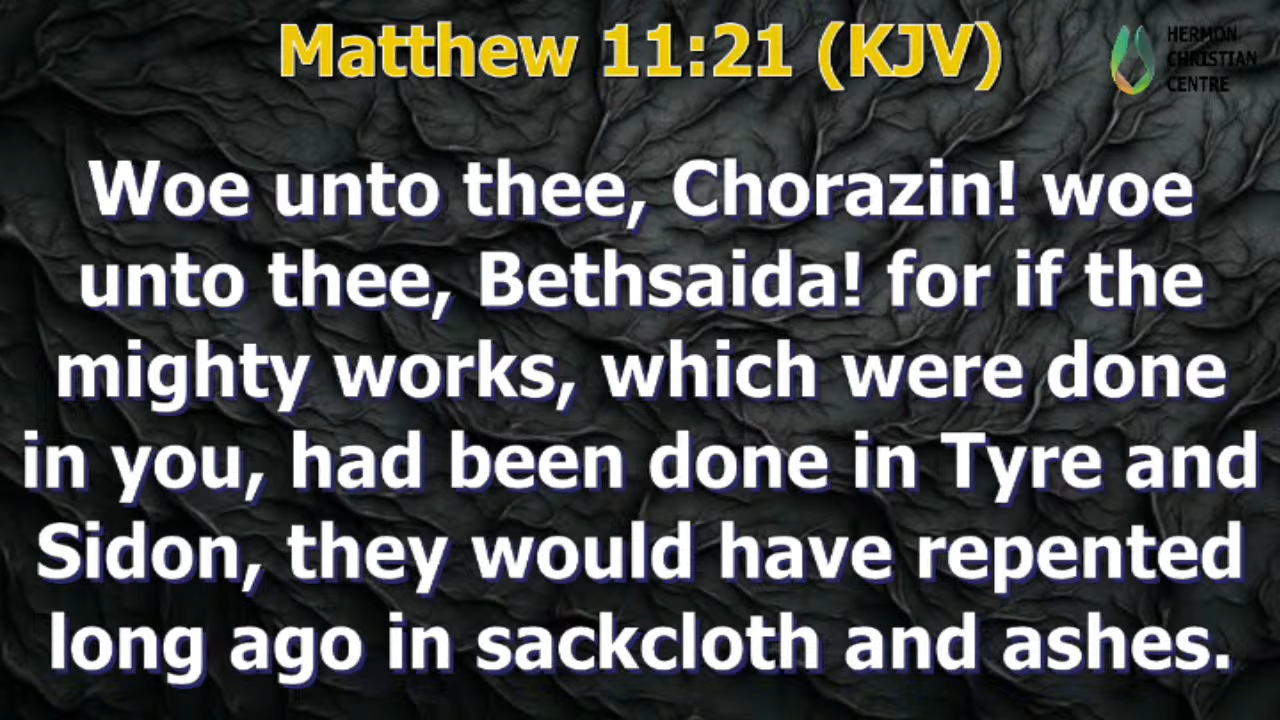 Matthew 11:21 (KJV)
HERMON
CHRISTIAN
CENTRE
Woe unto thee, Chorazin! woe
unto thee, Bethsaida! for if the
mighty works, which were done
in you, had been done in Tyre and
Sidon, they would have repented
long ago in sackcloth and ashes.